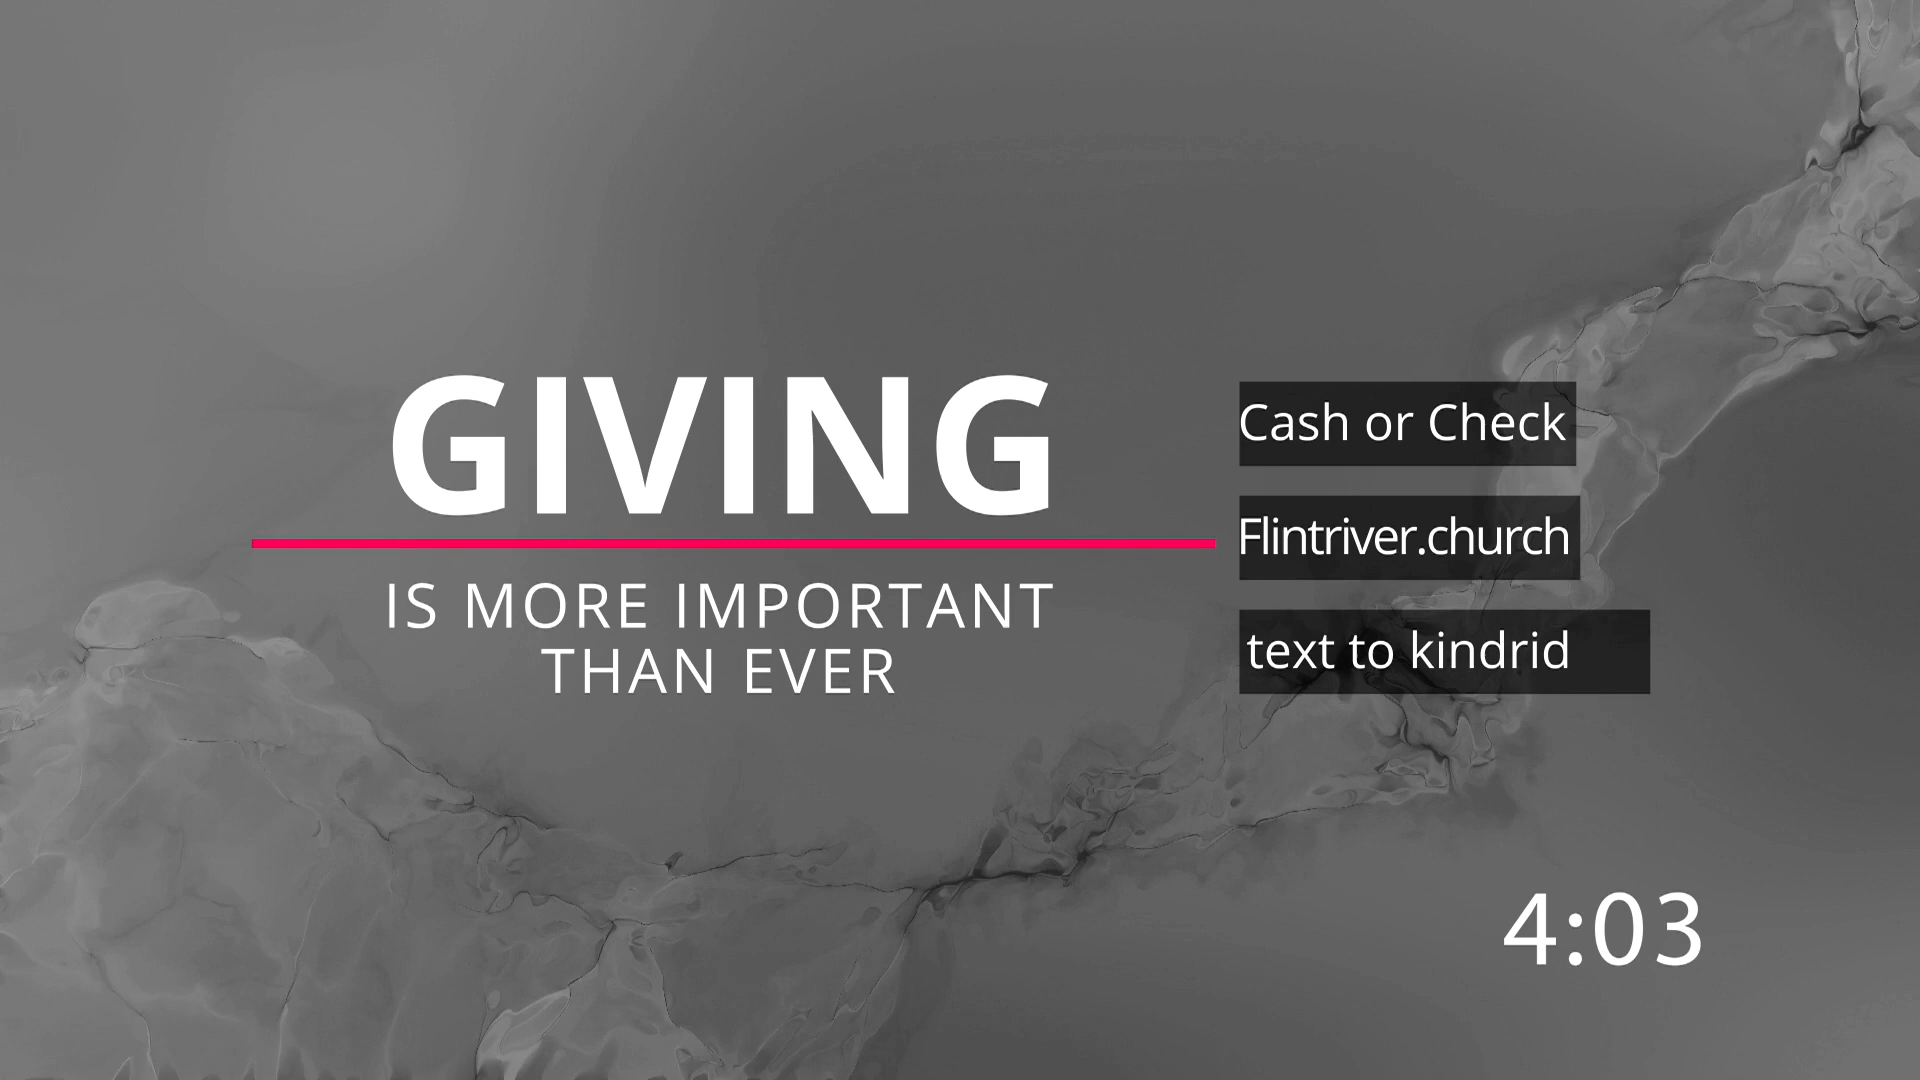 GIVING
IS MORE IMPORTANT
THAN EVER
Cash or Check
Flintriver.church
text to kindrid
4:03